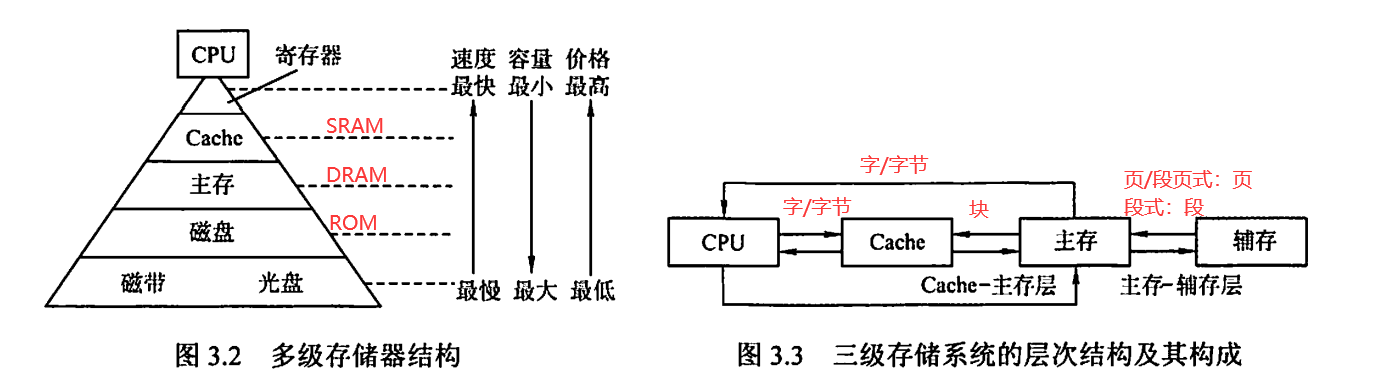 CPU
寄存器
速度 容量 价格
最快 最小 最高
Cache
SRAM
主存
DRAM
磁盘
ROM
磁带 光盘
最慢 最大 最低
图 3.2 多级存储器结构
字/字节
页/段页式：页
字/字节
块
段式：段
CPU
Cache
主存
辅存
Cache-主存层
主存-辅存层
图 3.3 三级存储系统的层次结构及其构成